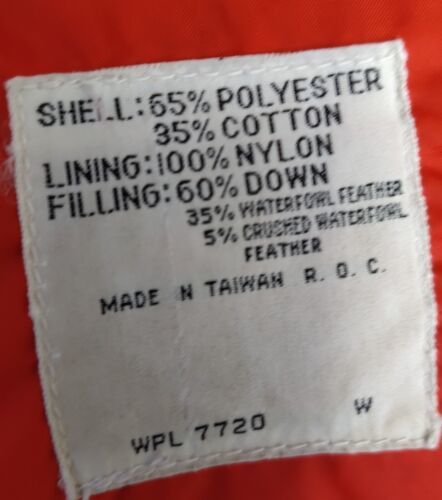 SHELL: 65% POLYESTER
35% COTTON
LINING: 100% NYLON
FILLING: 60% DOWN
35% WATERFOWL FEATHER
5% CRUSHED WATERFOWL
FEATHER
MADE IN TAIWAN R. O. C.
WPL 7720 W